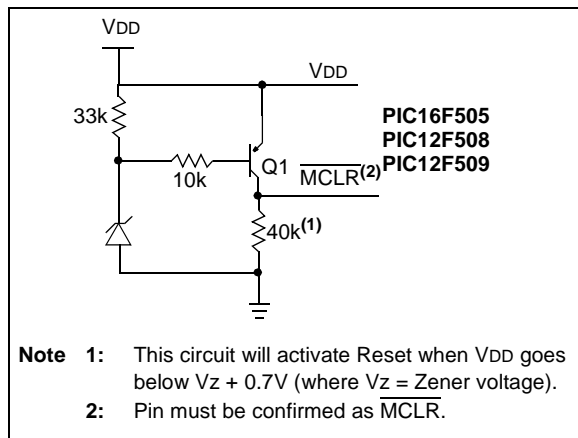 VDD
VDD
33k
PIC16F505
PIC12F508
PIC12F509
Q1
MCLR(2)
10k
40k(1)
Note 1: This circuit will activate Reset when VDD goes
below Vz + 0.7V (where Vz = Zener voltage).
2: Pin must be confirmed as MCLR.